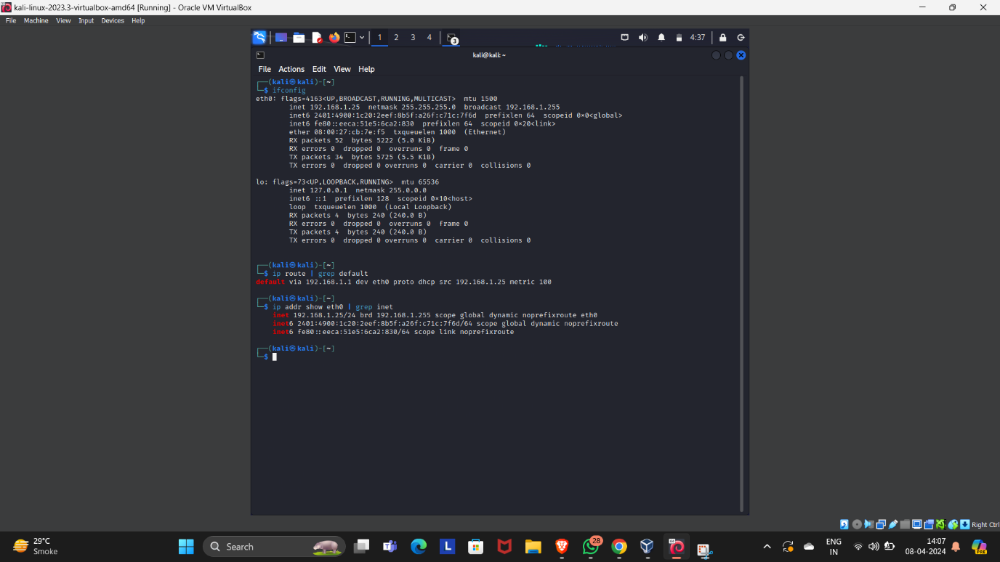 kali-linux-2023.3-virtualbox-amd64 [Running] - Oracle VM VirtualBox
File Machine View Input Devices Help
1 2 3 4 3 4:37
kali@kali: ~
File Actions Edit View Help
┌──(kali㉿kali)-[~]
└─$ ifconfig
eth0: flags=4163<UP,BROADCAST,RUNNING,MULTICAST>  mtu 1500
        inet 192.168.1.25  netmask 255.255.255.0  broadcast 192.168.1.255
        inet6 2401:4900:1c20:2eef:8b5f:a26f:c71c:7f6d  prefixlen 64  scopeid 0×0<global>
        inet6 fe80::eeca:51e5:6ca2:830  prefixlen 64  scopeid 0×20<link>
        ether 08:00:27:cb:7e:f5  txqueuelen 1000  (Ethernet)
        RX packets 52  bytes 5222 (5.0 KiB)
        RX errors 0  dropped 0  overruns 0  frame 0
        TX packets 34  bytes 5725 (5.5 KiB)
        TX errors 0  dropped 0 overruns 0  carrier 0  collisions 0
lo: flags=73<UP,LOOPBACK,RUNNING>  mtu 65536
        inet 127.0.0.1  netmask 255.0.0.0
        inet6 ::1  prefixlen 128  scopeid 0×10<host>
        loop  txqueuelen 1000  (Local Loopback)
        RX packets 4  bytes 240 (240.0 B)
        RX errors 0  dropped 0  overruns 0  frame 0
        TX packets 4  bytes 240 (240.0 B)
        TX errors 0  dropped 0 overruns 0  carrier 0  collisions 0
┌──(kali㉿kali)-[~]
└─$ ip route | grep default
default via 192.168.1.1 dev eth0 proto dhcp src 192.168.1.25 metric 100
┌──(kali㉿kali)-[~]
└─$ ip addr show eth0 | grep inet
    inet 192.168.1.25/24 brd 192.168.1.255 scope global dynamic noprefixroute eth0
    inet6 2401:4900:1c20:2eef:8b5f:a26f:c71c:7f6d/64 scope global dynamic noprefixroute
    inet6 fe80::eeca:51e5:6ca2:830/64 scope link noprefixroute
┌──(kali㉿kali)-[~]
└─$
Right Ctrl
29°C
Smoke
Search
L
28
ENG
IN
14:07
08-04-2024
PRE